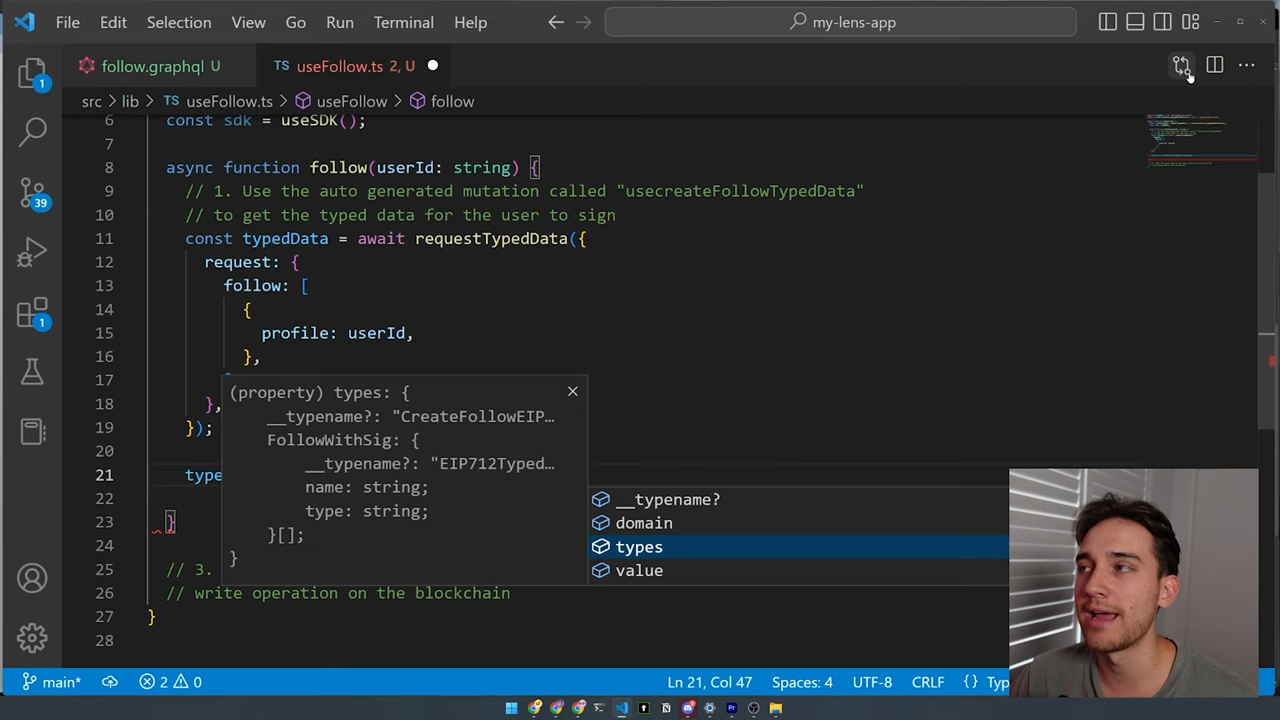 File Edit Selection View Go Run Terminal Help my-lens-app
follow.graphql U TS useFollow.ts 2, U
src > lib > TS useFollow.ts > useFollow > follow
6 const sdk = useSDK();
7
8 async function follow(userId: string) {
9 // 1. Use the auto generated mutation called "usecreateFollowTypedData"
10 // to get the typed data for the user to sign
11 const typedData = await requestTypedData({
12 request: {
13 follow: [
14 {
15 profile: userId,
16 },
17
18 },
19 });
20
21 type
22
23 }
24
25 // 3.
26 // write operation on the blockchain
27 }
28
(property) types: {
__typename?: "CreateFollowEIP…
FollowWithSig: {
__typename?: "EIP712Typed…
name: string;
type: string;
}[];
}
__typename?
domain
types
value
1
39
1
main* 2 0 Ln 21, Col 47 Spaces: 4 UTF-8 CRLF {} Typ